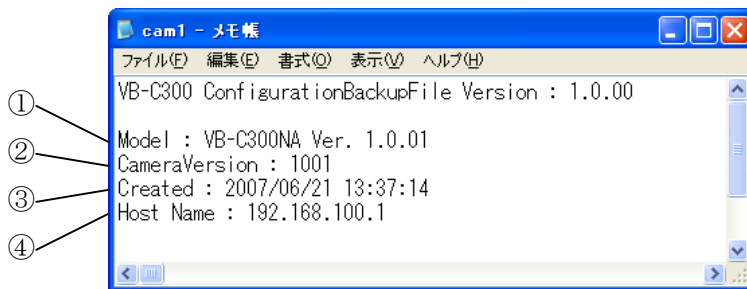 cam1 - メモ帳
ファイル(F) 編集(E) 書式(O) 表示(V) ヘルプ(H)
VB-C300 ConfigurationBackupFile Version : 1.0.00
① Model : VB-C300NA Ver. 1.0.01
② CameraVersion : 1001
③ Created : 2007/06/21 13:37:14
④ Host Name : 192.168.100.1